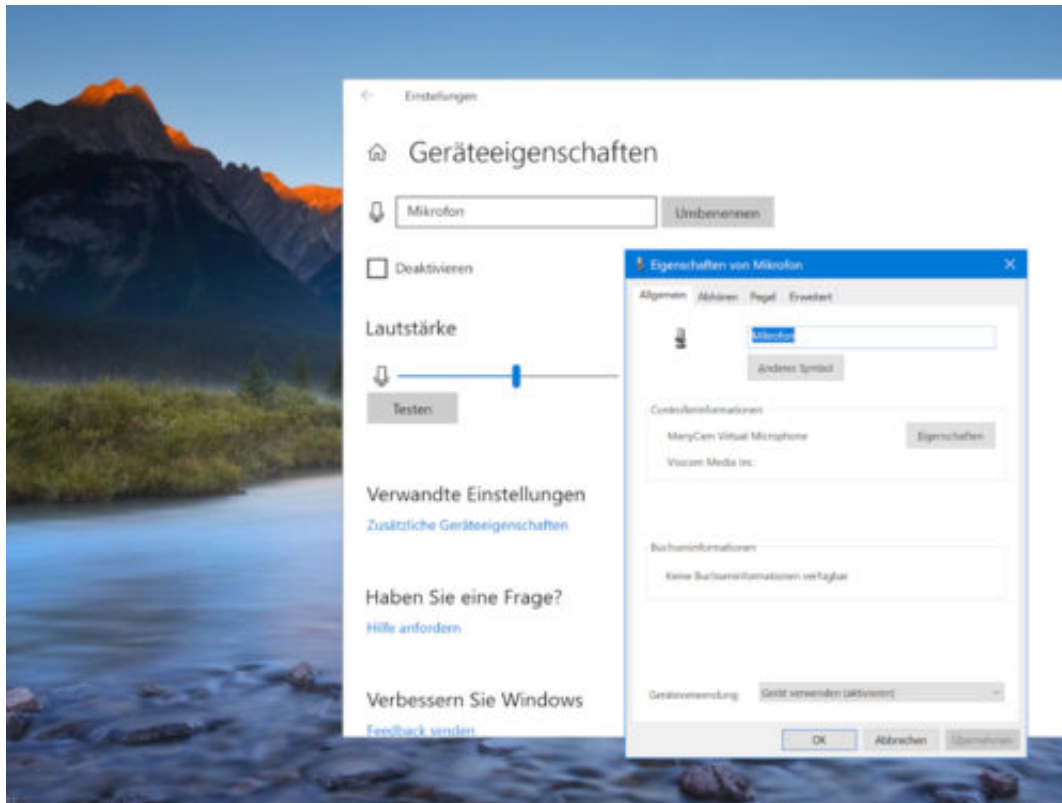 Einstellungen
Geräteeigenschaften
Mikrofon
Umbenennen
Deaktivieren
Lautstärke
Testen
Verwandte Einstellungen
Zusätzliche Geräteeigenschaften
Haben Sie eine Frage?
Hilfe anfordern
Verbessern Sie Windows
Feedback senden
Eigenschaften von Mikrofon
Allgemein Abhören Pegel Erweitert
Mikrofon
Anderes Symbol
Controllerinformationen
ManyCam Virtual Microphone
Eigenschaften
Visicom Media Inc.
Buchseninformationen
Keine Buchseninformationen verfügbar
Geräteverwendung:
Gerät verwenden (aktivieren)
OK Abbrechen Übernehmen